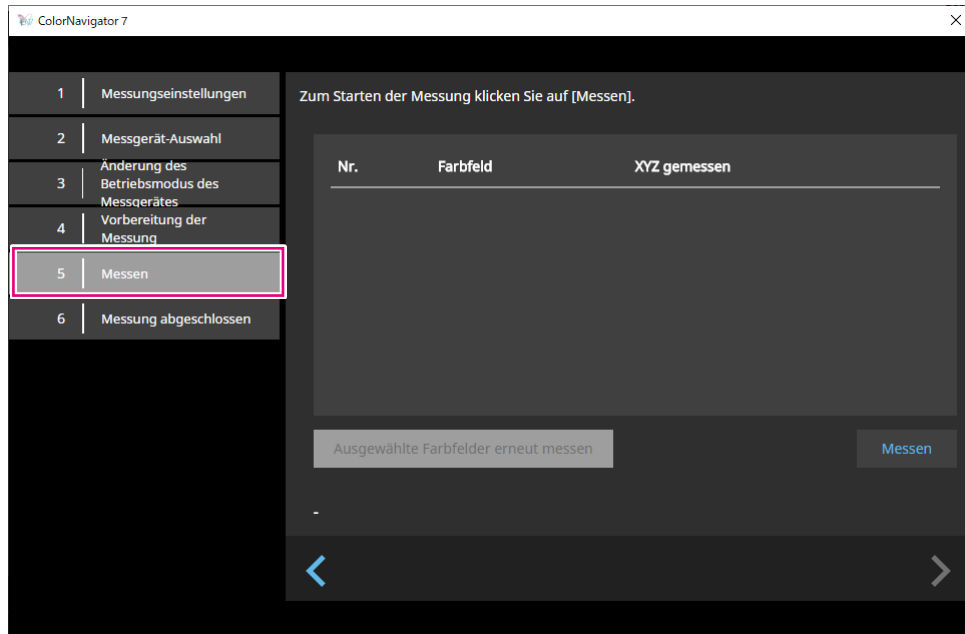 ColorNavigator 7
1 Messungseinstellungen
2 Messgerät-Auswahl
3 Änderung des
Betriebsmodus des
Messgerätes
4 Vorbereitung der
Messung
5 Messen
6 Messung abgeschlossen
Zum Starten der Messung klicken Sie auf [Messen].
Nr. Farbfeld XYZ gemessen
Ausgewählte Farbfelder erneut messen
Messen
-